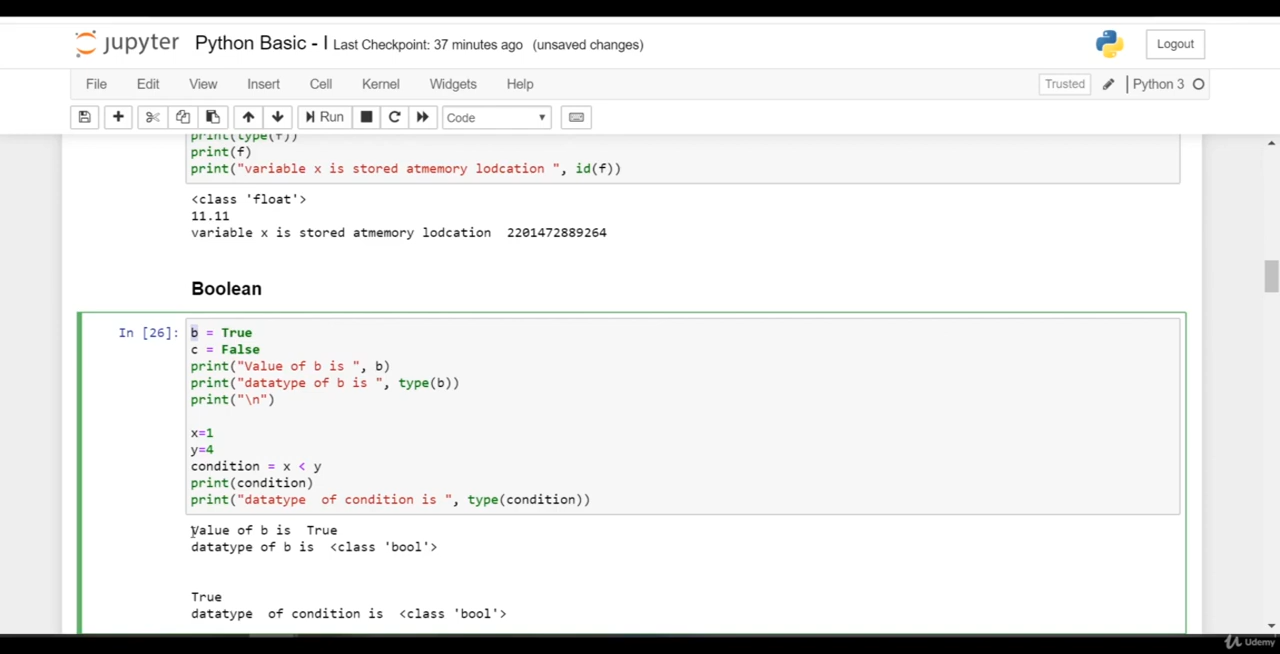 jupyter Python Basic - I Last Checkpoint: 37 minutes ago (unsaved changes)
Logout
File Edit View Insert Cell Kernel Widgets Help
Trusted Python 3
Run Code
print(type(f))
print(f)
print("variable x is stored atmemory lodcation ", id(f))
<class 'float'>
11.11
variable x is stored atmemory lodcation  2201472889264
Boolean
In [26]: b = True
c = False
print("Value of b is ", b)
print("datatype of b is ", type(b))
print("\n")
x=1
y=4
condition = x < y
print(condition)
print("datatype  of condition is ", type(condition))
Value of b is  True
datatype of b is  <class 'bool'>
True
datatype  of condition is  <class 'bool'>
Udemy